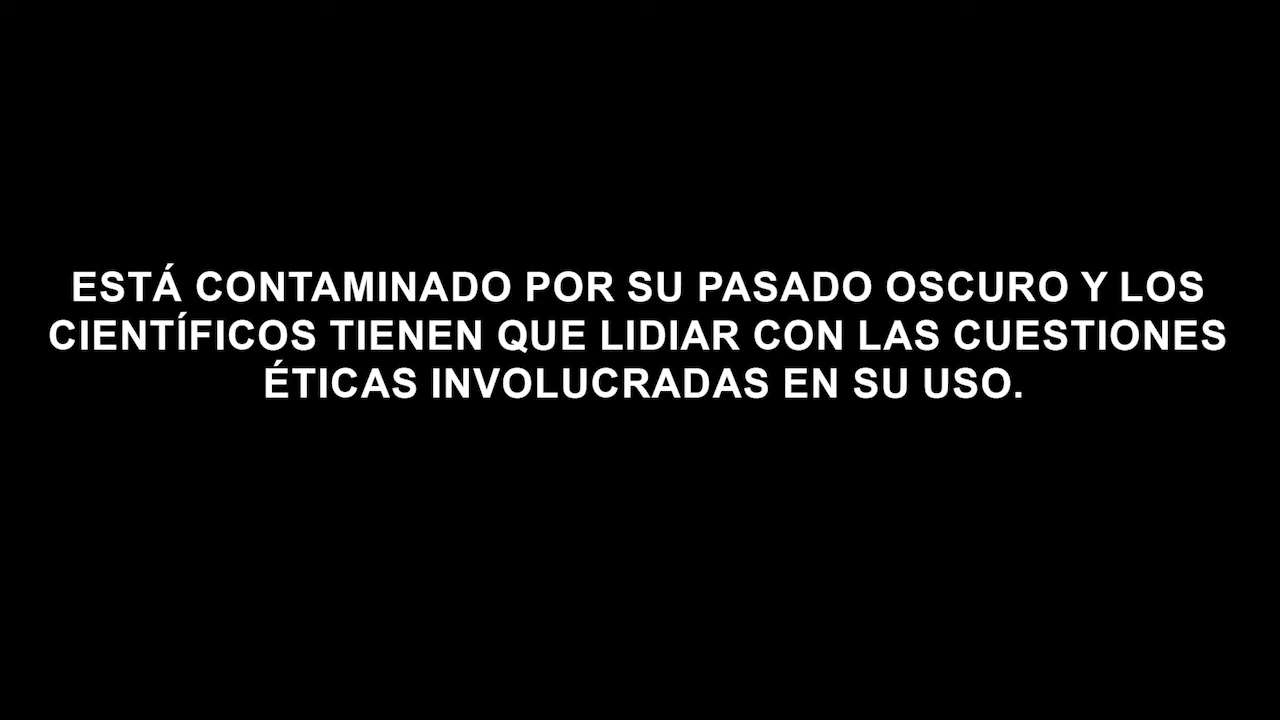 ESTÁ CONTAMINADO POR SU PASADO OSCURO Y LOS
CIENTÍFICOS TIENEN QUE LIDIAR CON LAS CUESTIONES
ÉTICAS INVOLUCRADAS EN SU USO.